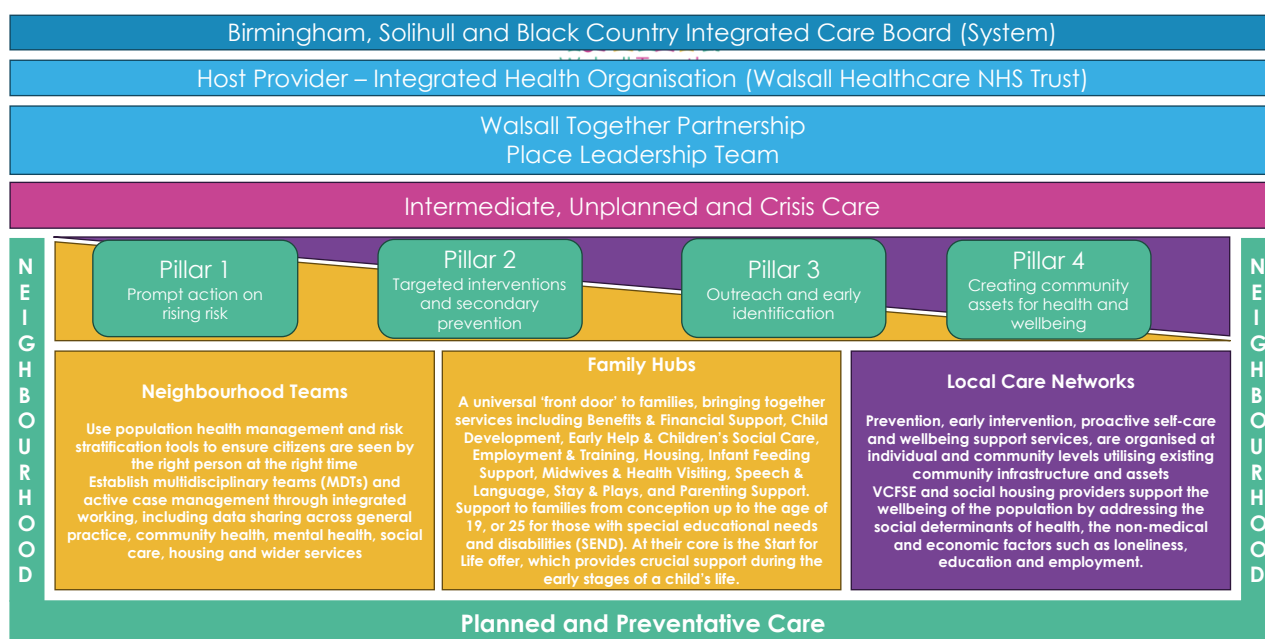 Birmingham, Solihull and Black Country Integrated Care Board (System)
Host Provider – Integrated Health Organisation (Walsall Healthcare NHS Trust)
Walsall Together Partnership
Place Leadership Team
Intermediate, Unplanned and Crisis Care
NEIGHBOURHOOD
Pillar 1
Prompt action on
rising risk
Pillar 2
Targeted interventions
and secondary
prevention
Pillar 3
Outreach and early
identification
Pillar 4
Creating community
assets for health and
wellbeing
NEIGHBOURHOOD
Neighbourhood Teams
Use population health management and risk
stratification tools to ensure citizens are seen by
the right person at the right time
Establish multidisciplinary teams (MDTs) and
active case management through integrated
working, including data sharing across general
practice, community health, mental health, social
care, housing and wider services
Family Hubs
A universal ‘front door’ to families, bringing together
services including Benefits & Financial Support, Child
Development, Early Help & Children’s Social Care,
Employment & Training, Housing, Infant Feeding
Support, Midwives & Health Visiting, Speech &
Language, Stay & Plays, and Parenting Support.
Support to families from conception up to the age of
19, or 25 for those with special educational needs
and disabilities (SEND). At their core is the Start for
Life offer, which provides crucial support during the
early stages of a child’s life.
Local Care Networks
Prevention, early intervention, proactive self-care
and wellbeing support services, are organised at
individual and community levels utilising existing
community infrastructure and assets
VCFSE and social housing providers support the
wellbeing of the population by addressing the
social determinants of health, the non-medical
and economic factors such as loneliness,
education and employment.
Planned and Preventative Care